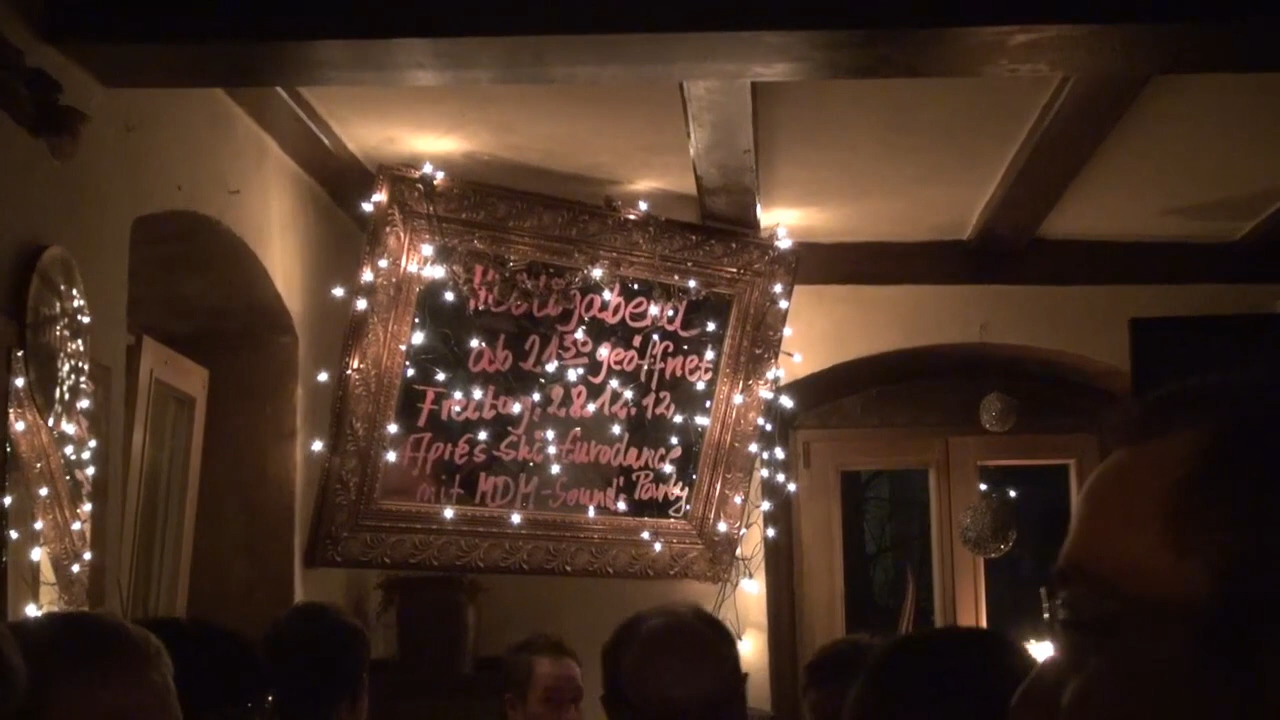 Heiligabend
ab 21³⁰ geöffnet
Freitag, 28.12.12,
Après-Ski-Eurodance
mit MDM-Sound! Party